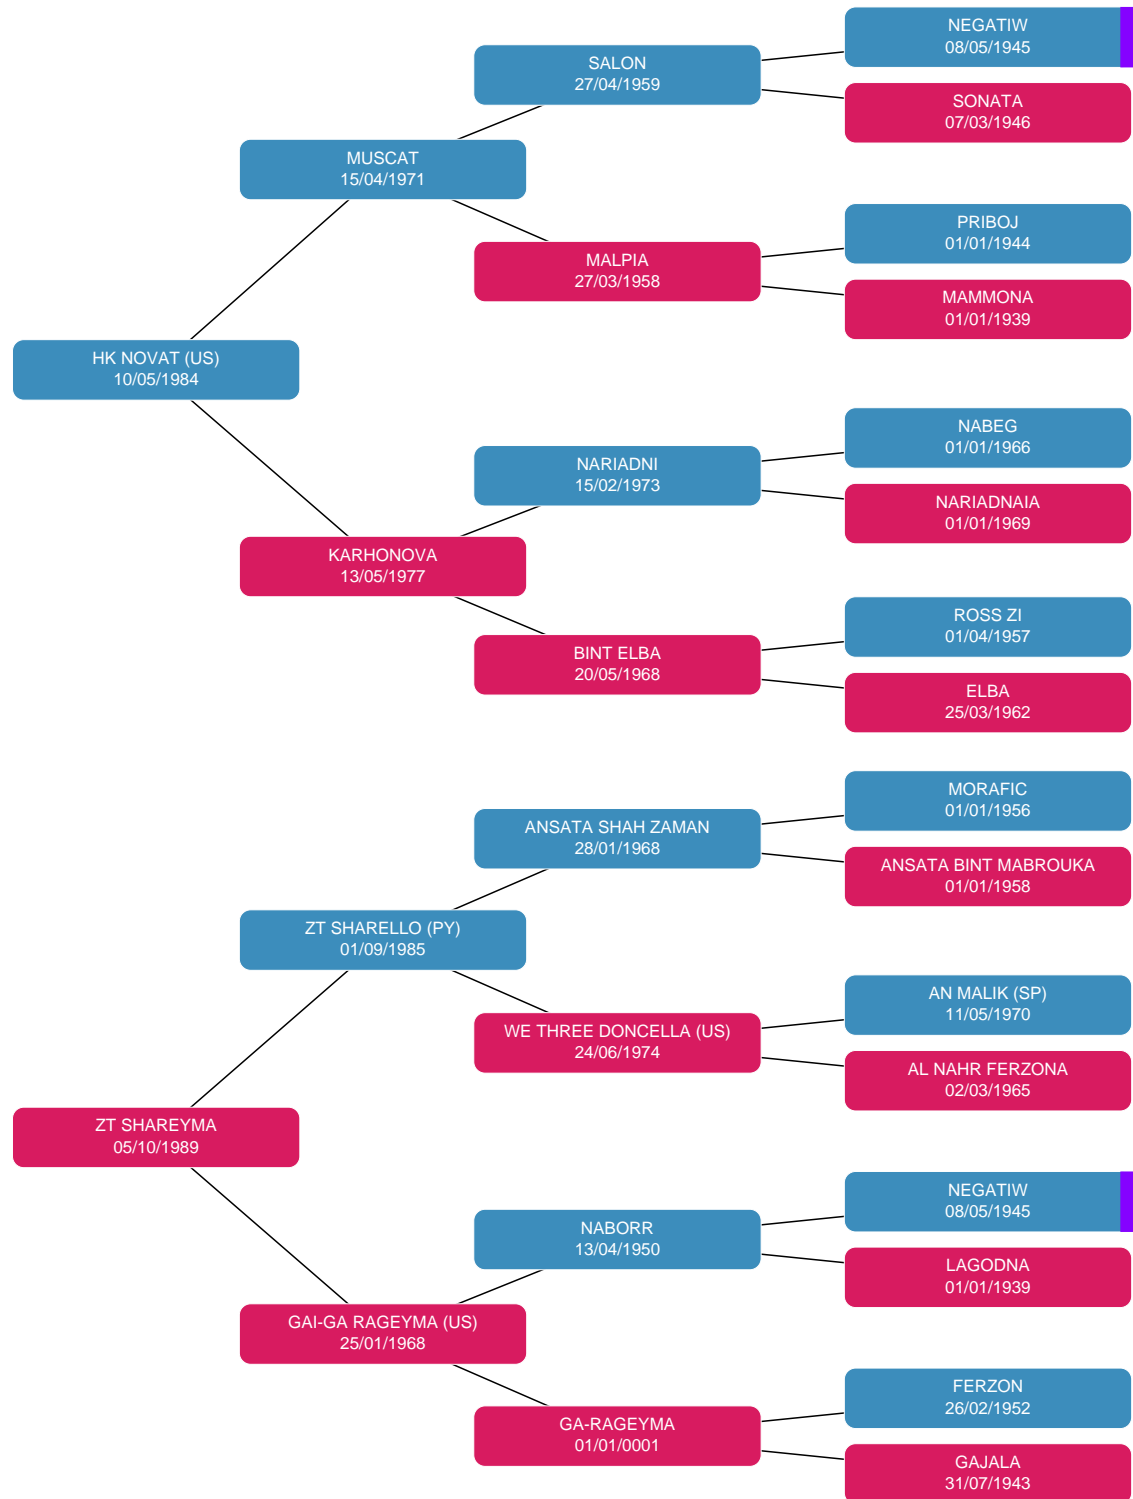 NEGATIW
08/05/1945
SALON
27/04/1959
SONATA
07/03/1946
MUSCAT
15/04/1971
PRIBOJ
01/01/1944
MALPIA
27/03/1958
MAMMONA
01/01/1939
HK NOVAT (US)
10/05/1984
NABEG
01/01/1966
NARIADNI
15/02/1973
NARIADNAIA
01/01/1969
KARHONOVA
13/05/1977
ROSS ZI
01/04/1957
BINT ELBA
20/05/1968
ELBA
25/03/1962
MORAFIC
01/01/1956
ANSATA SHAH ZAMAN
28/01/1968
ANSATA BINT MABROUKA
01/01/1958
ZT SHARELLO (PY)
01/09/1985
AN MALIK (SP)
11/05/1970
WE THREE DONCELLA (US)
24/06/1974
AL NAHR FERZONA
02/03/1965
ZT SHAREYMA
05/10/1989
NEGATIW
08/05/1945
NABORR
13/04/1950
LAGODNA
01/01/1939
GAI-GA RAGEYMA (US)
25/01/1968
FERZON
26/02/1952
GA-RAGEYMA
01/01/0001
GAJALA
31/07/1943